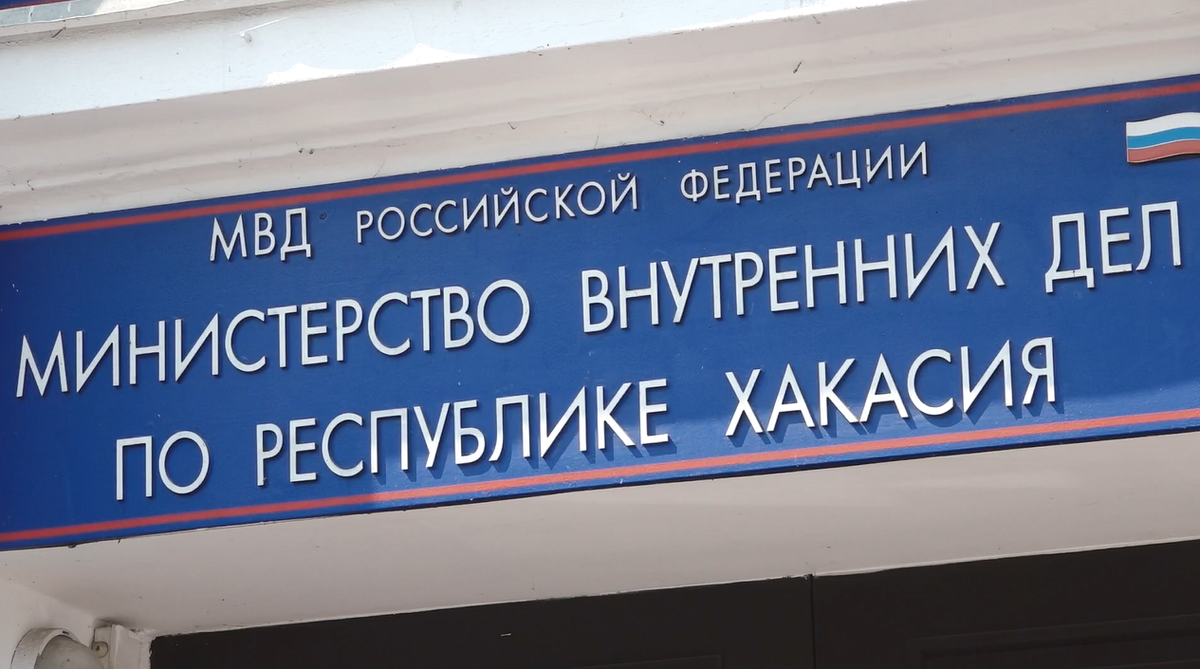 МВД РОССИЙСКОЙ ФЕДЕРАЦИИ
МИНИСТЕРСТВО ВНУТРЕННИХ ДЕЛ
ПО РЕСПУБЛИКЕ ХАКАСИЯ